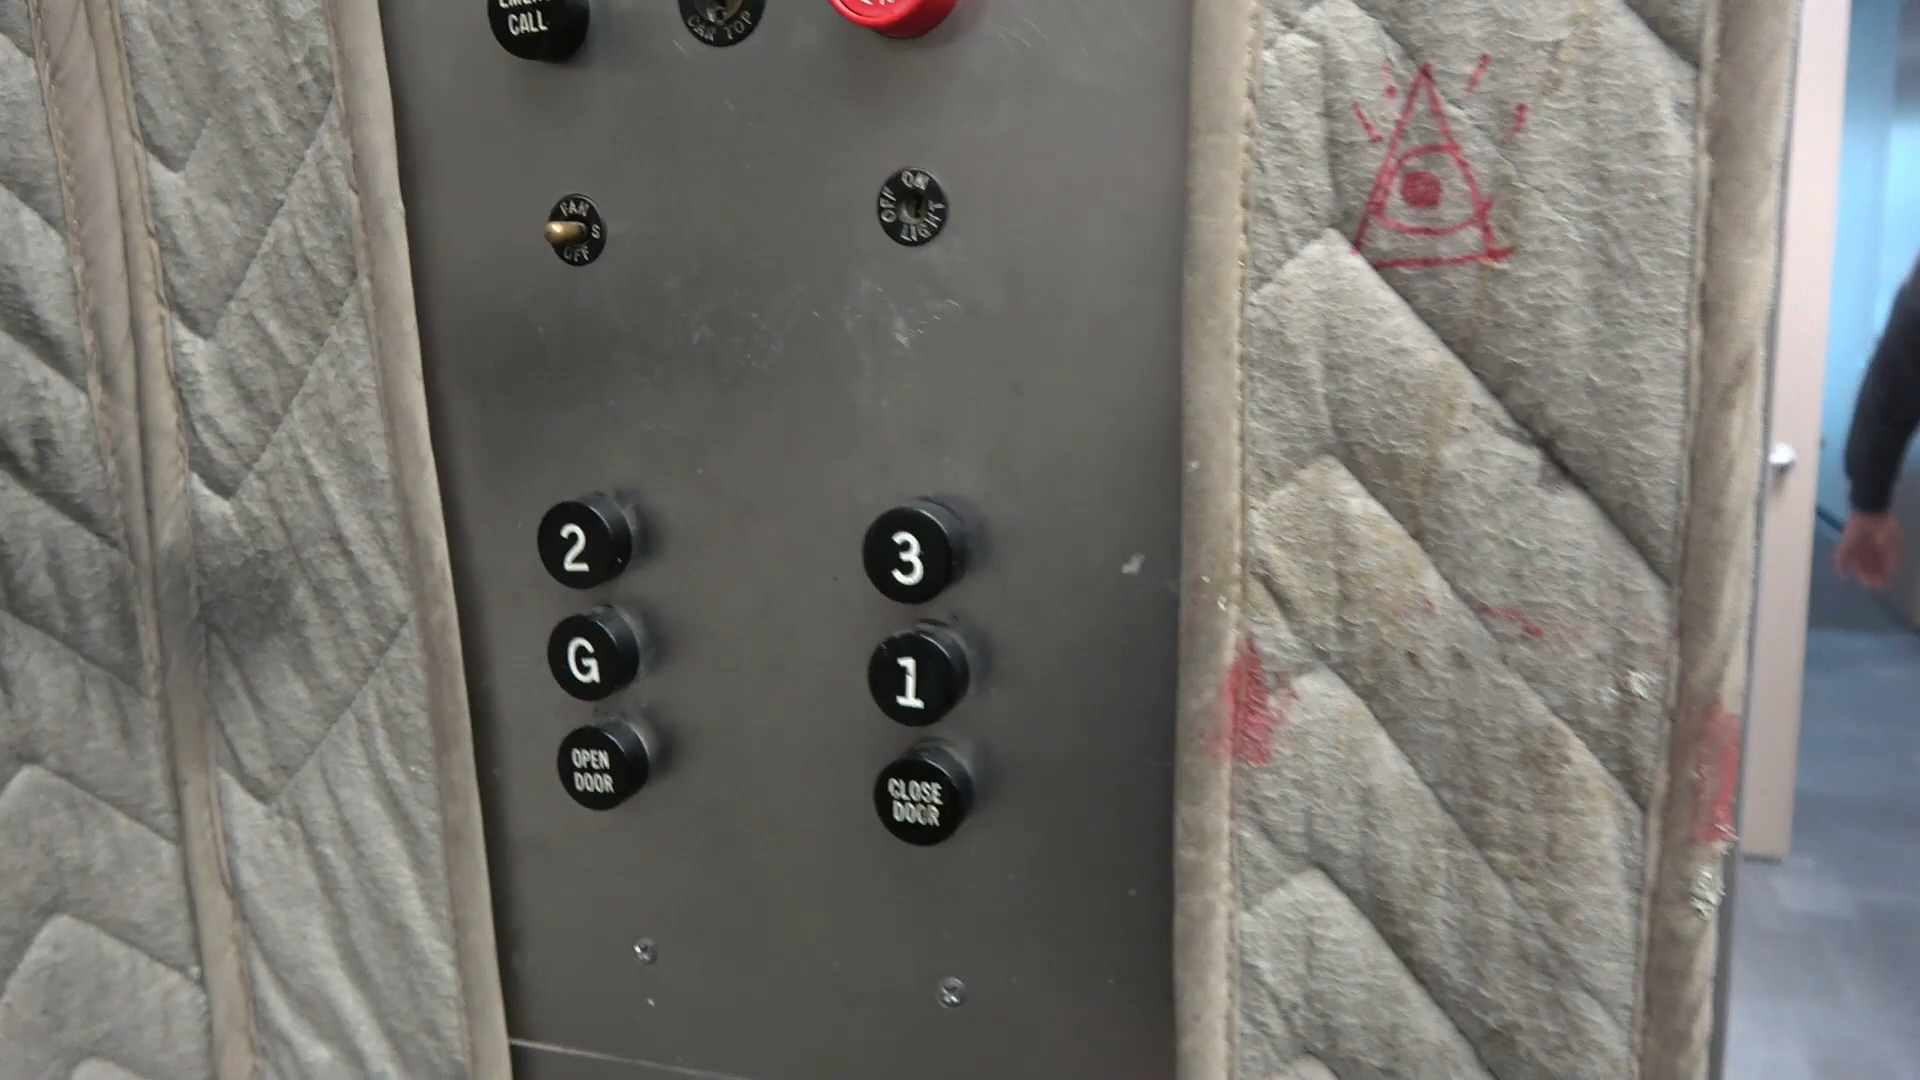 CALL
CAR TOP
FAN
S
OFF
ON
OFF
LIGHT
2
3
G
1
OPEN
DOOR
CLOSE
DOOR